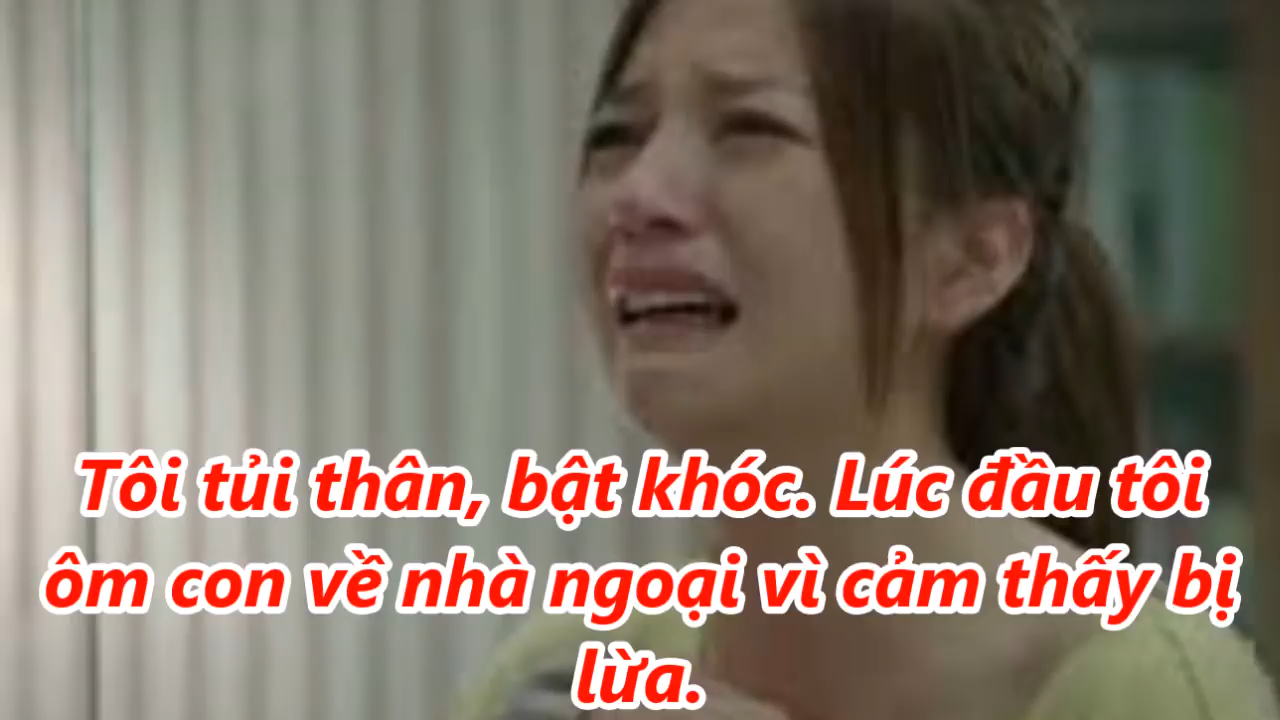 Tôi tủi thân, bật khóc. Lúc đầu tôi
ôm con về nhà ngoại vì cảm thấy bị
lừa.